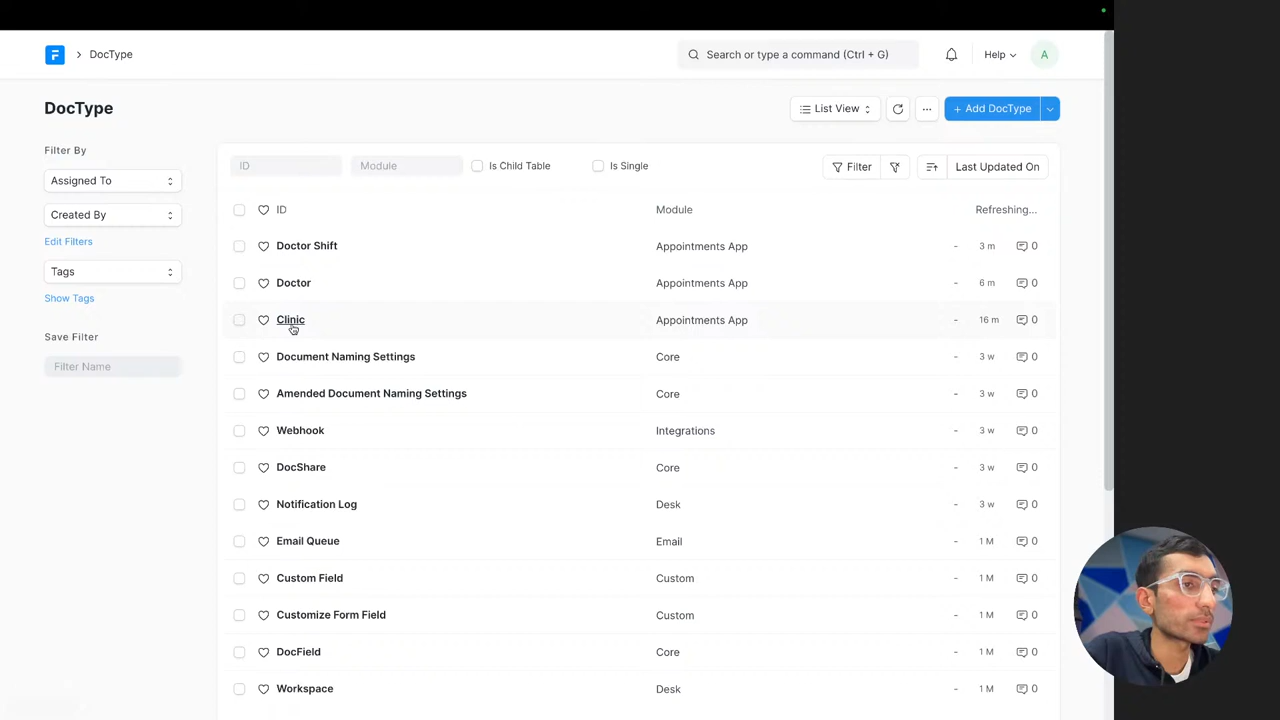 DocType
Search or type a command (Ctrl + G)
Help
A
DocType
List View
...
+ Add DocType
Filter By
Assigned To
Created By
Edit Filters
Tags
Show Tags
Save Filter
Filter Name
ID
Module
Is Child Table
Is Single
Filter
Last Updated On
ID Module Refreshing...
Doctor Shift Appointments App - 3 m 0
Doctor Appointments App - 6 m 0
Clinic Appointments App - 16 m 0
Document Naming Settings Core - 3 w 0
Amended Document Naming Settings Core - 3 w 0
Webhook Integrations - 3 w 0
DocShare Core - 3 w 0
Notification Log Desk - 3 w 0
Email Queue Email - 1 M 0
Custom Field Custom - 1 M 0
Customize Form Field Custom - 1 M 0
DocField Core - 1 M 0
Workspace Desk - 1 M 0